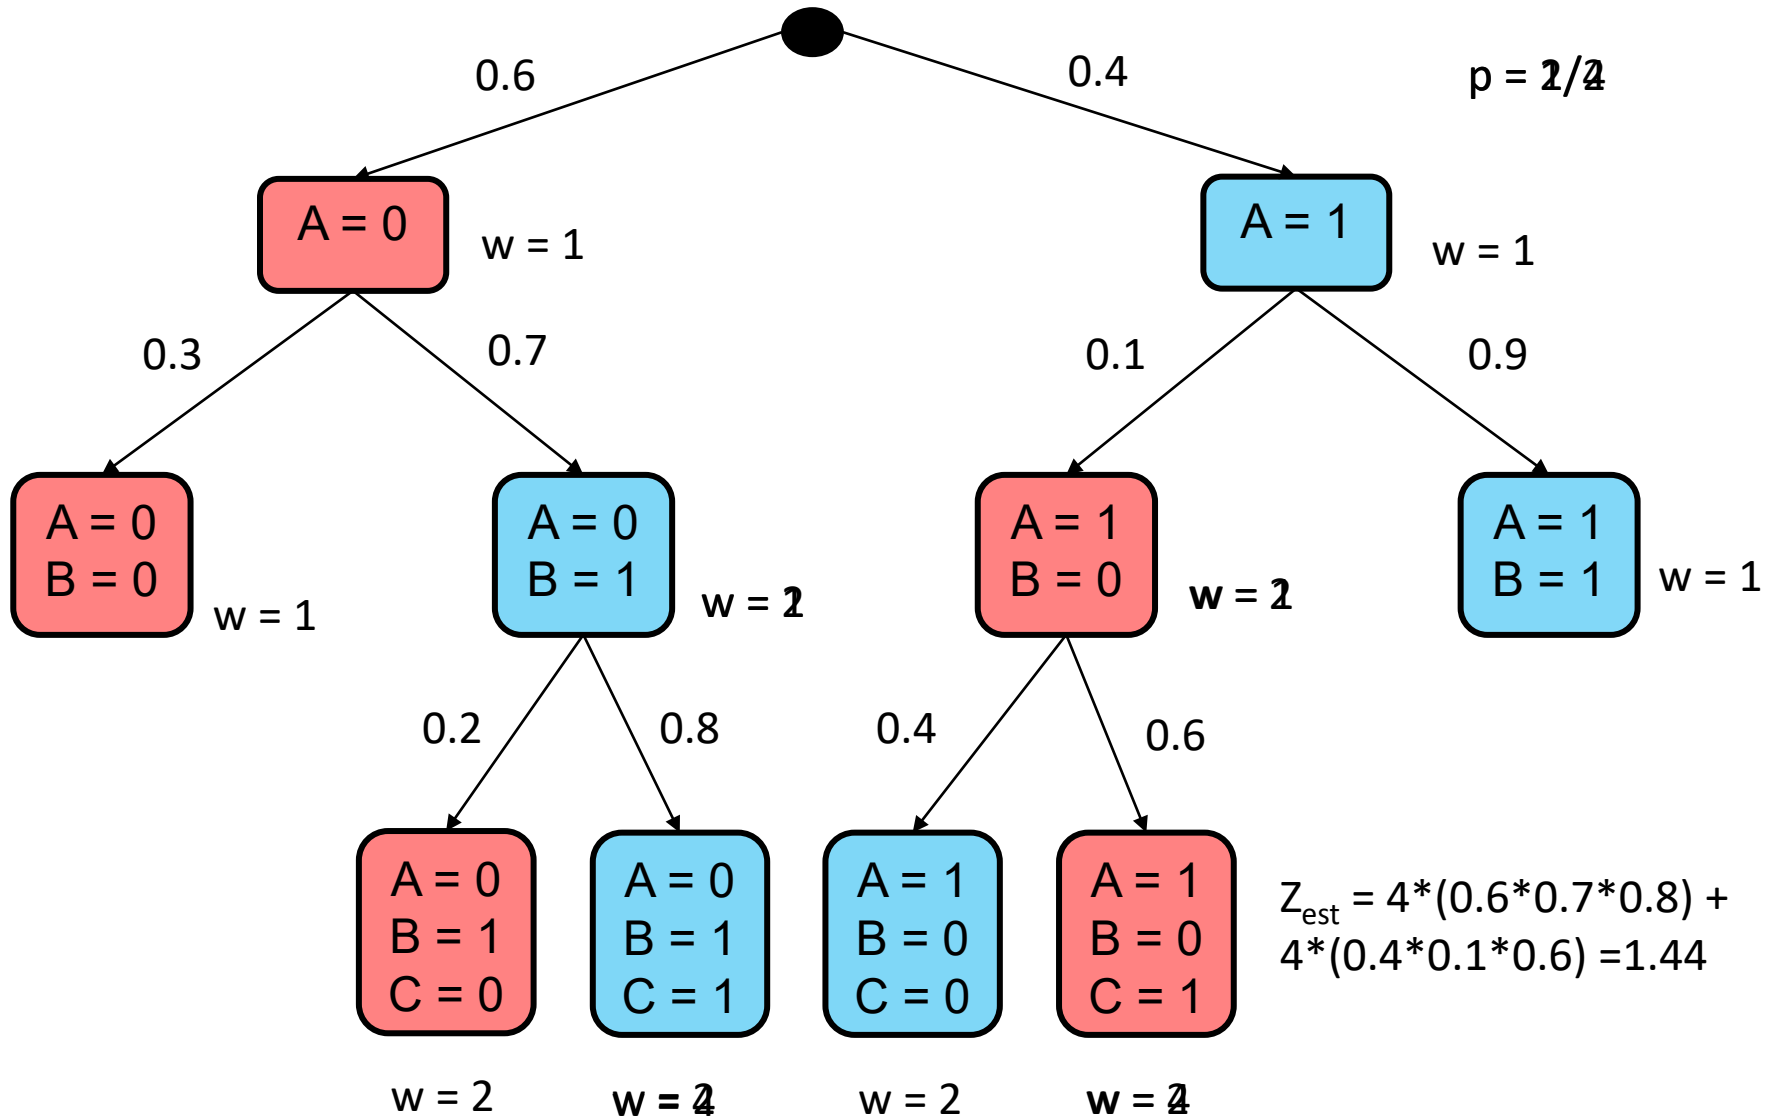 0.6
0.4
p =
A = 0
w = 1
A = 1
w = 1
0.3
0.7
0.1
0.9
A = 0
B = 0
w = 1
A = 0
B = 1
w =
A = 1
B = 0
w =
A = 1
B = 1
w = 1
0.2
0.8
0.4
0.6
A = 0
B = 1
C = 0
w = 2
A = 0
B = 1
C = 1
w =
A = 1
B = 0
C = 0
w = 2
A = 1
B = 0
C = 1
w =
Zest = 4*(0.6*0.7*0.8) +
4*(0.4*0.1*0.6) =1.44